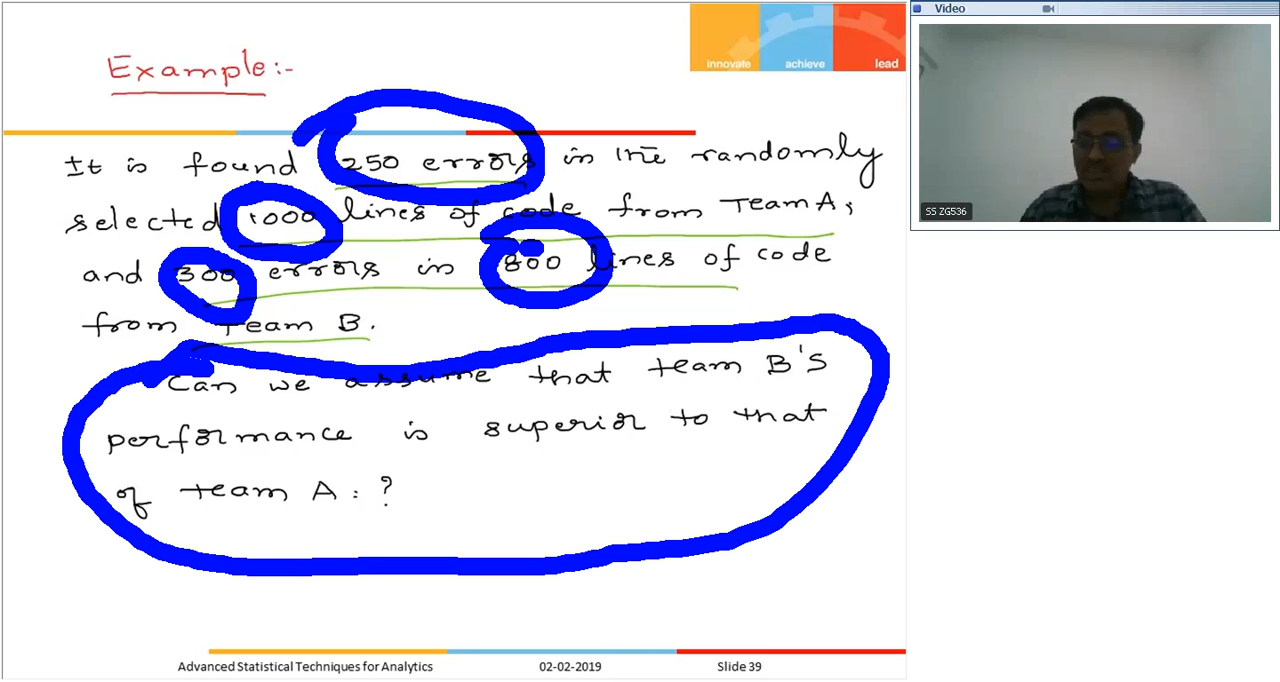 Example:-
innovate achieve lead
It is found 250 errors in the randomly
selected 1000 lines of code from Team A,
and 300 errors in 800 lines of code
from Team B.
Can we assume that team B'S
performance is superior to that
of team A. ?
Advanced Statistical Techniques for Analytics 02-02-2019 Slide 39
Video
SS ZG536